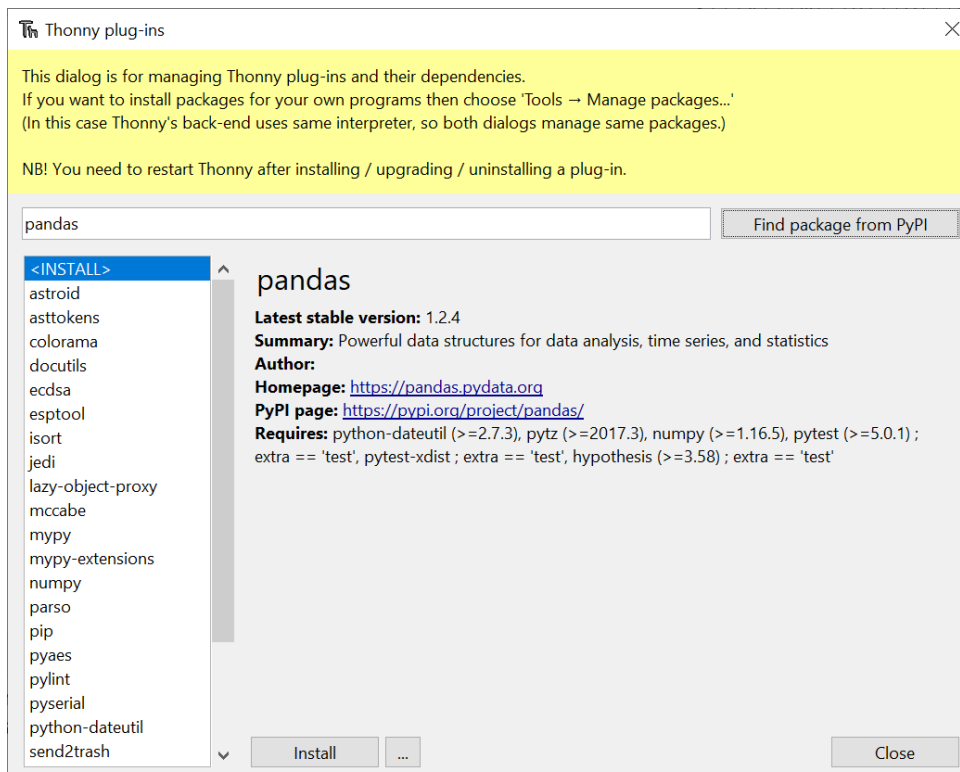 Thonny plug-ins
This dialog is for managing Thonny plug-ins and their dependencies.
If you want to install packages for your own programs then choose 'Tools → Manage packages...'
(In this case Thonny's back-end uses same interpreter, so both dialogs manage same packages.)
NB! You need to restart Thonny after installing / upgrading / uninstalling a plug-in.
pandas
Find package from PyPI
<INSTALL>
astroid
asttokens
colorama
docutils
ecdsa
esptool
isort
jedi
lazy-object-proxy
mccabe
mypy
mypy-extensions
numpy
parso
pip
pyaes
pylint
pyserial
python-dateutil
send2trash
pandas
Latest stable version: 1.2.4
Summary: Powerful data structures for data analysis, time series, and statistics
Author:
Homepage: https://pandas.pydata.org
PyPI page: https://pypi.org/project/pandas/
Requires: python-dateutil (>=2.7.3), pytz (>=2017.3), numpy (>=1.16.5), pytest (>=5.0.1) ;
extra == 'test', pytest-xdist ; extra == 'test', hypothesis (>=3.58) ; extra == 'test'
Install
...
Close